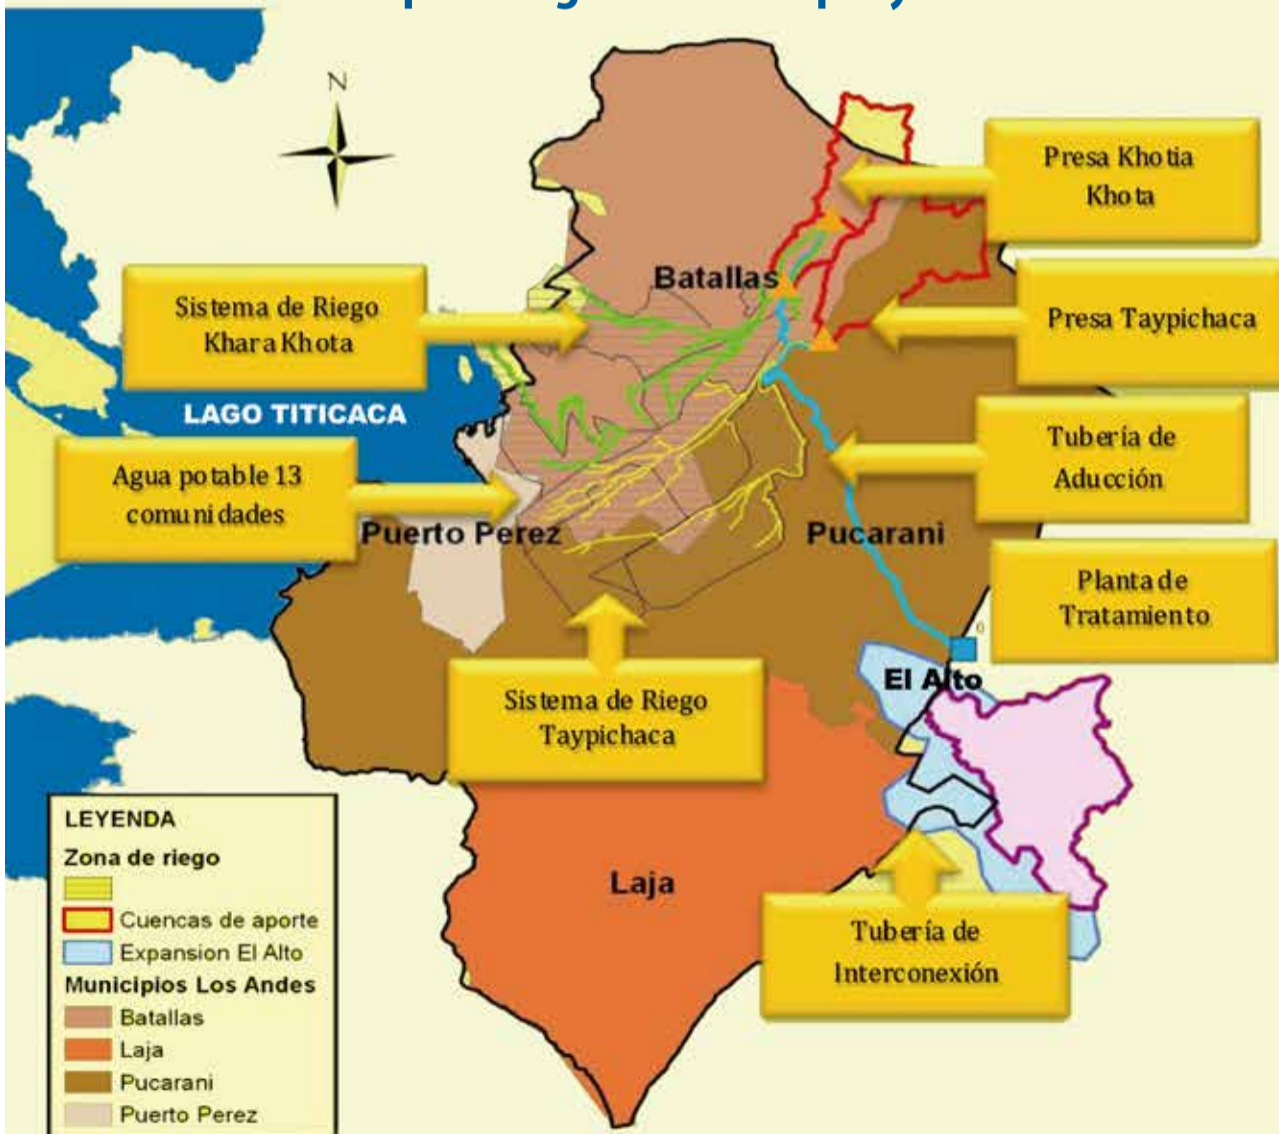 N
Presa Khotia
Khota
Batallas
Sistema de Riego
Khara Khota
Presa Taypichaca
LAGO TITICACA
Tubería de
Aducción
Agua potable 13
comunidades
Puerto Perez
Pucarani
Planta de
Tratamiento
El Alto
Sistema de Riego
Taypichaca
LEYENDA
Zona de riego
Cuencas de aporte
Expansion El Alto
Municipios Los Andes
Batallas
Laja
Pucarani
Puerto Perez
Laja
Tubería de
Interconexión